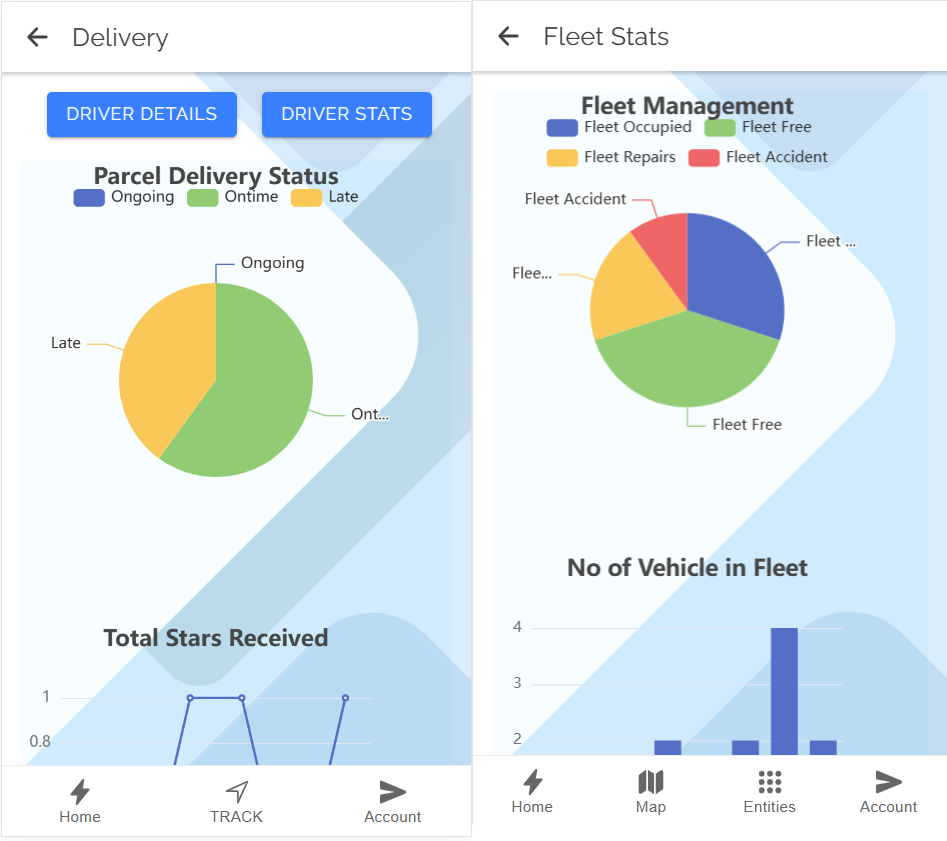 Delivery
DRIVER DETAILS DRIVER STATS
Parcel Delivery Status
Ongoing Ontime Late
Ongoing
Late
Ont...
Total Stars Received
1
0.8
Home TRACK Account
Fleet Stats
Fleet Management
Fleet Occupied Fleet Free
Fleet Repairs Fleet Accident
Fleet Accident
Fleet ...
Flee...
Fleet Free
No of Vehicle in Fleet
4
3
2
Home Map Entities Account